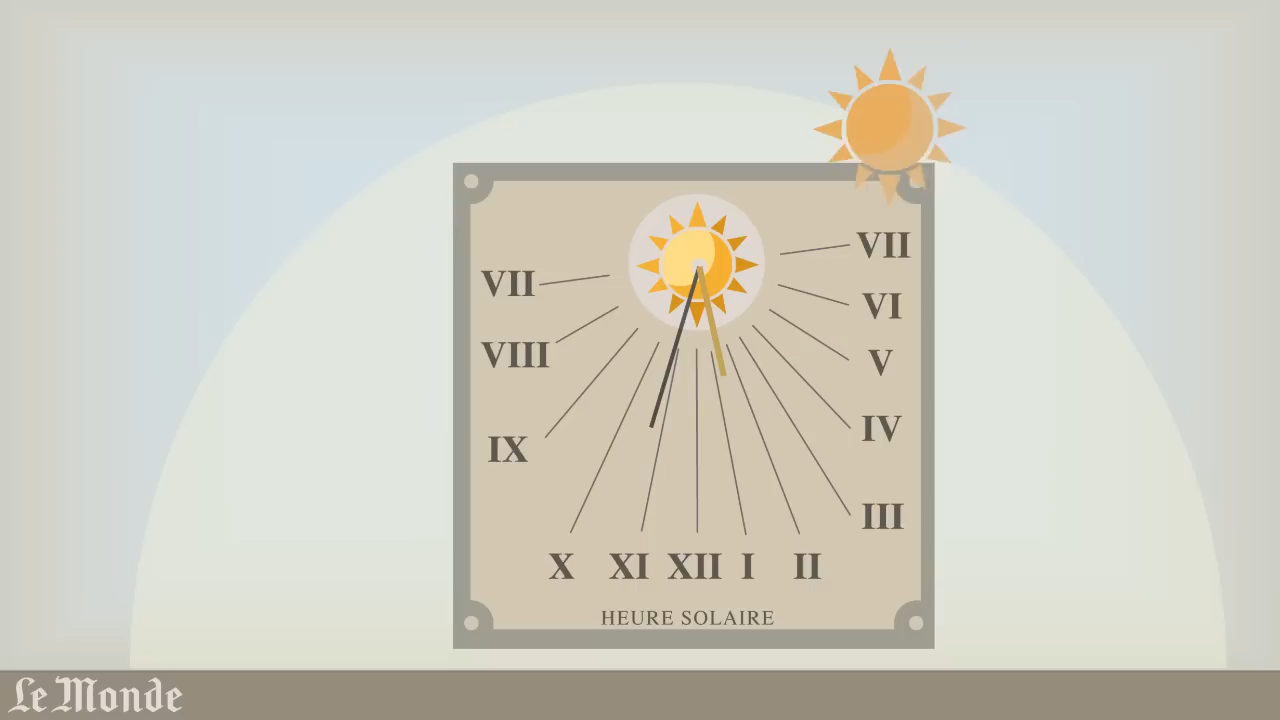 VII
VII
VI
VIII
V
IX
IV
III
X XI XII I II
HEURE SOLAIRE
Le Monde